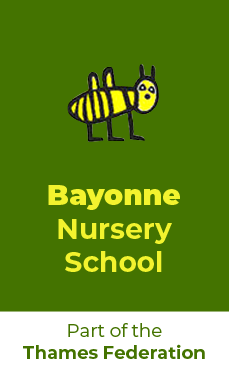 Bayonne
Nursery
School
Part of the
Thames Federation